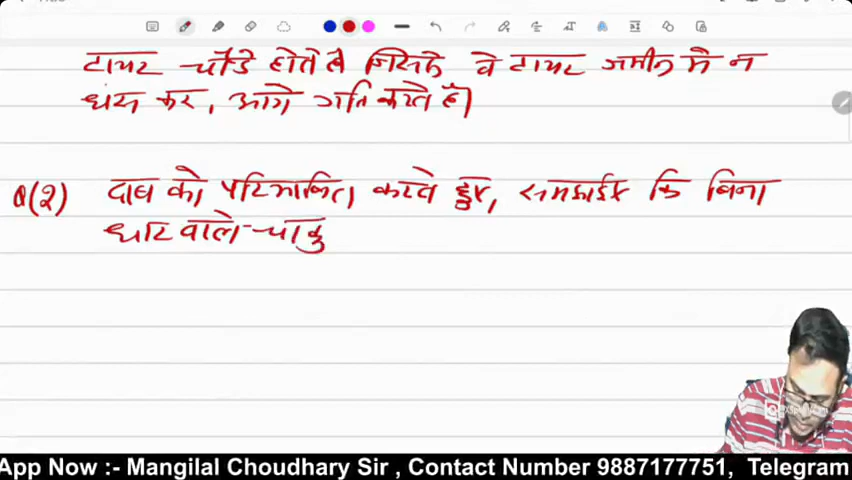 टायर चौडे होते है जिससे वे टायर जमीन मे न
धंस कर, आगे गति करते है।
Q(2) दाब को परिभाषित करते हुए, समझाईए कि बिना
धार वाले चाकु
App Now :- Mangilal Choudhary Sir , Contact Number 9887177751, Telegram